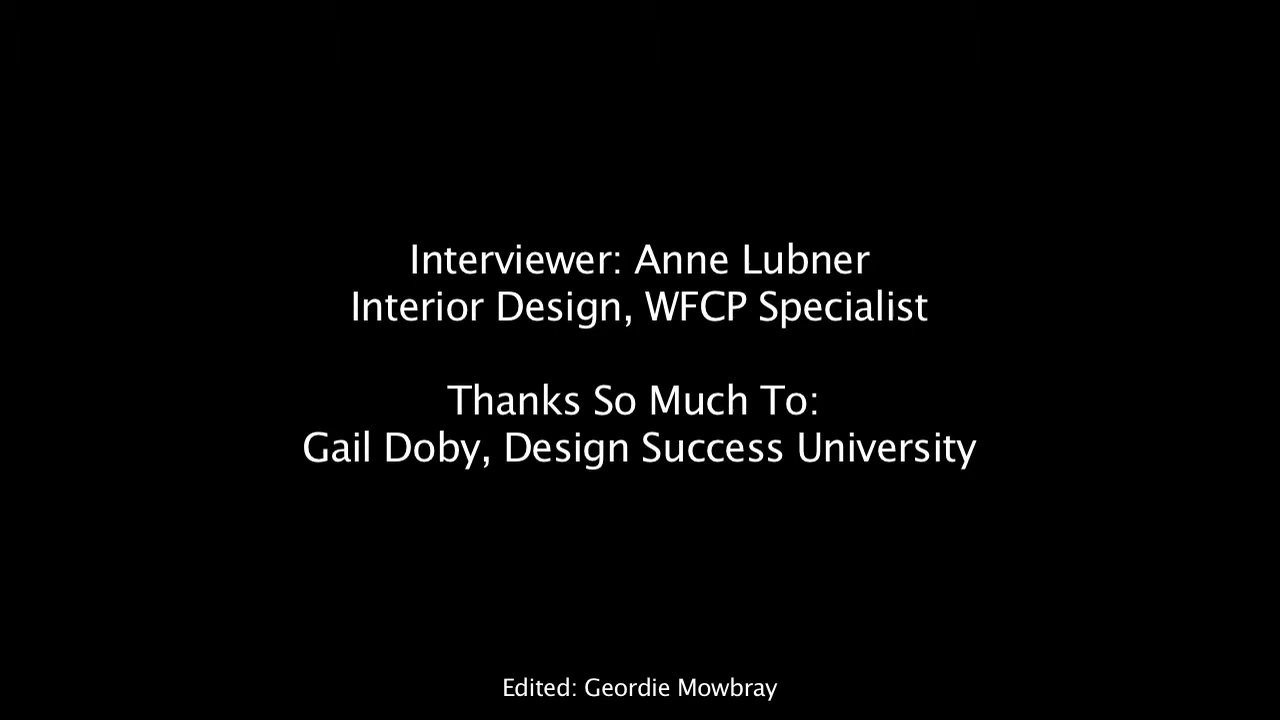 Interviewer: Anne Lubner
Interior Design, WFCP Specialist
Thanks So Much To:
Gail Doby, Design Success University
Edited: Geordie Mowbray